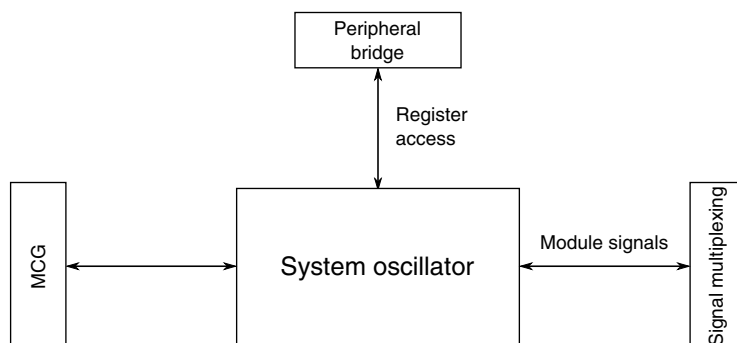 Peripheral
bridge
Register
access
MCG
System oscillator
Module signals
Signal multiplexing